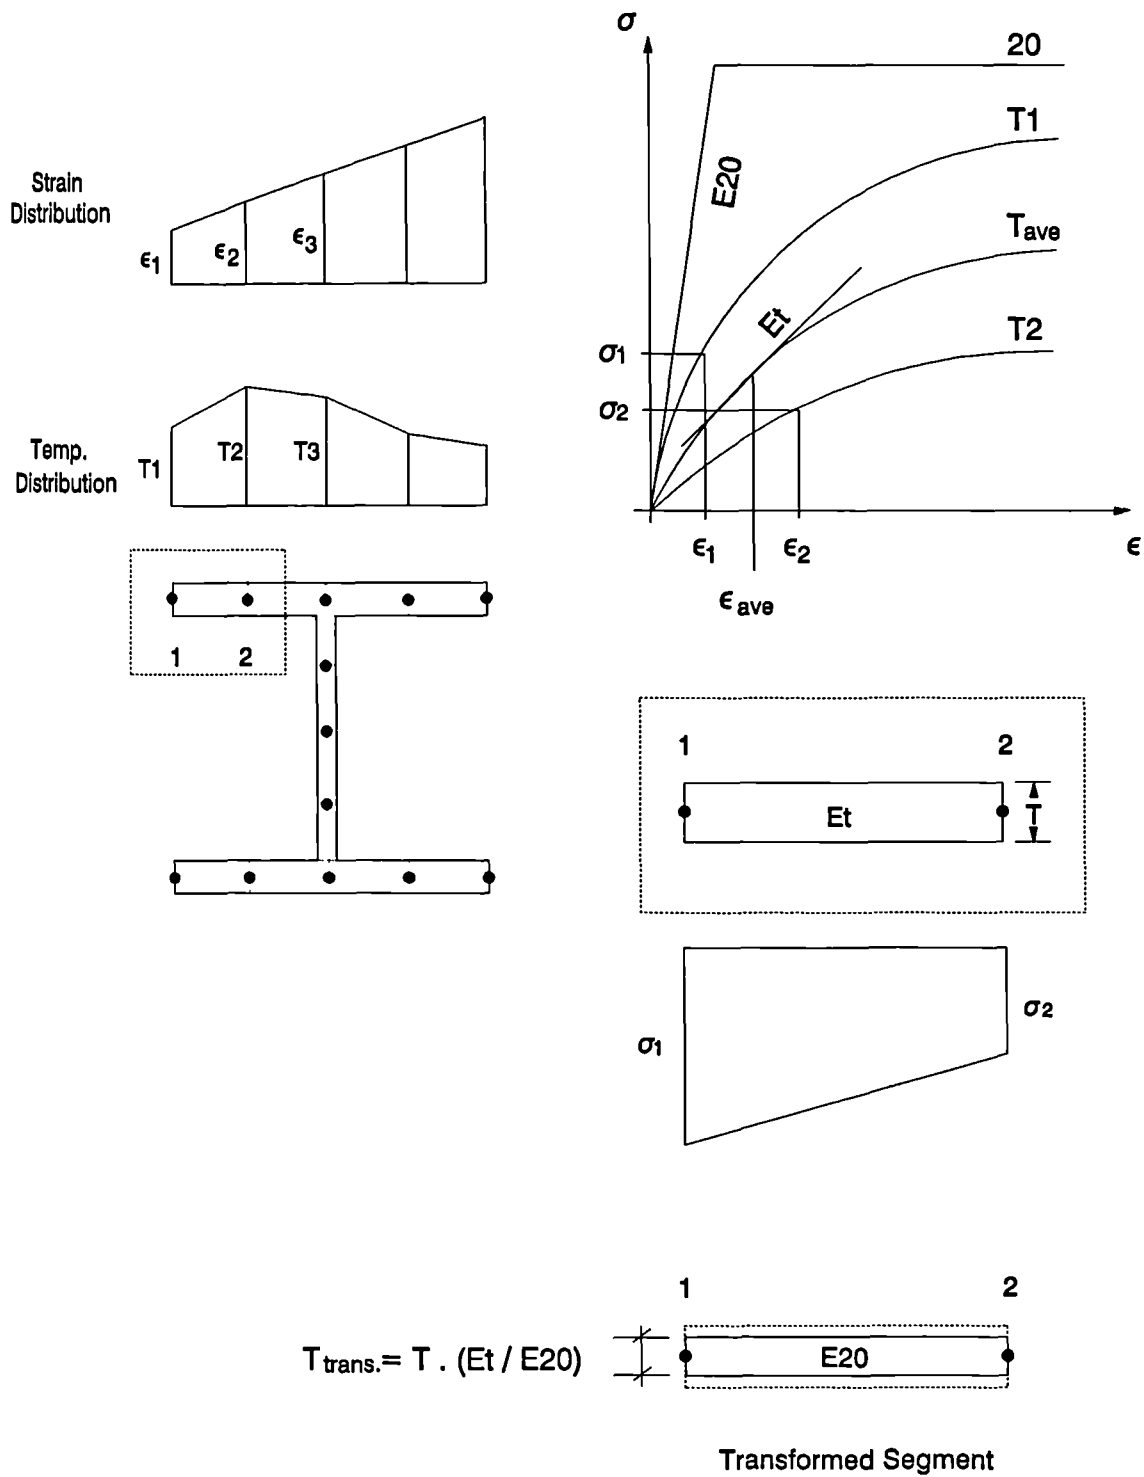 σ
20
T1
E20
Tave
Et
T2
σ1
σ2
ϵ1
ϵ2
ϵ
ϵave
Strain
Distribution
ϵ1
ϵ2
ϵ3
Temp.
Distribution
T1
T2
T3
1
2
1
2
Et
T
σ1
σ2
1
2
Ttrans.= T . (Et / E20)
E20
Transformed Segment